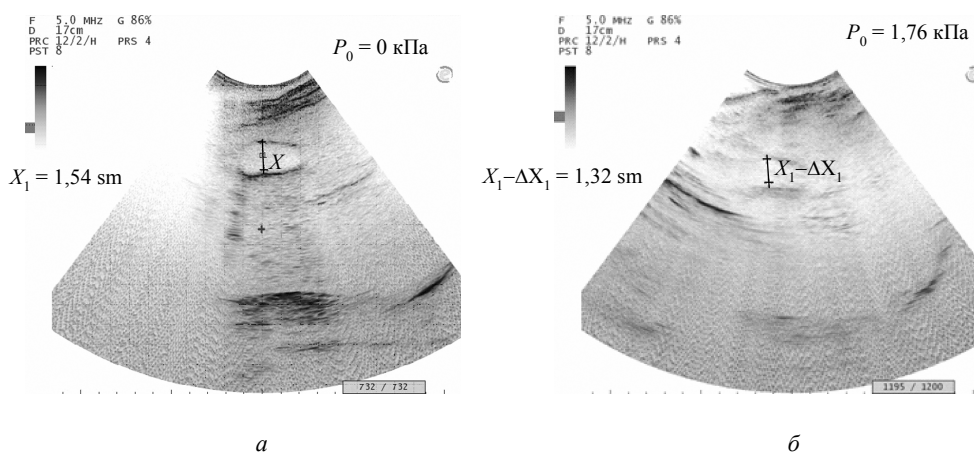 F 5.0 MHz G 86%
D 17cm
PRC 12/2/H PRS 4
PST 8
P0 = 0 кПа
X
X1 = 1,54 sm
732 / 732
а
F 5.0 MHz G 86%
D 17cm
PRC 12/2/H PRS 4
PST 8
P0 = 1,76 кПа
X1–ΔX1
X1–ΔX1 = 1,32 sm
1195 / 1200
б